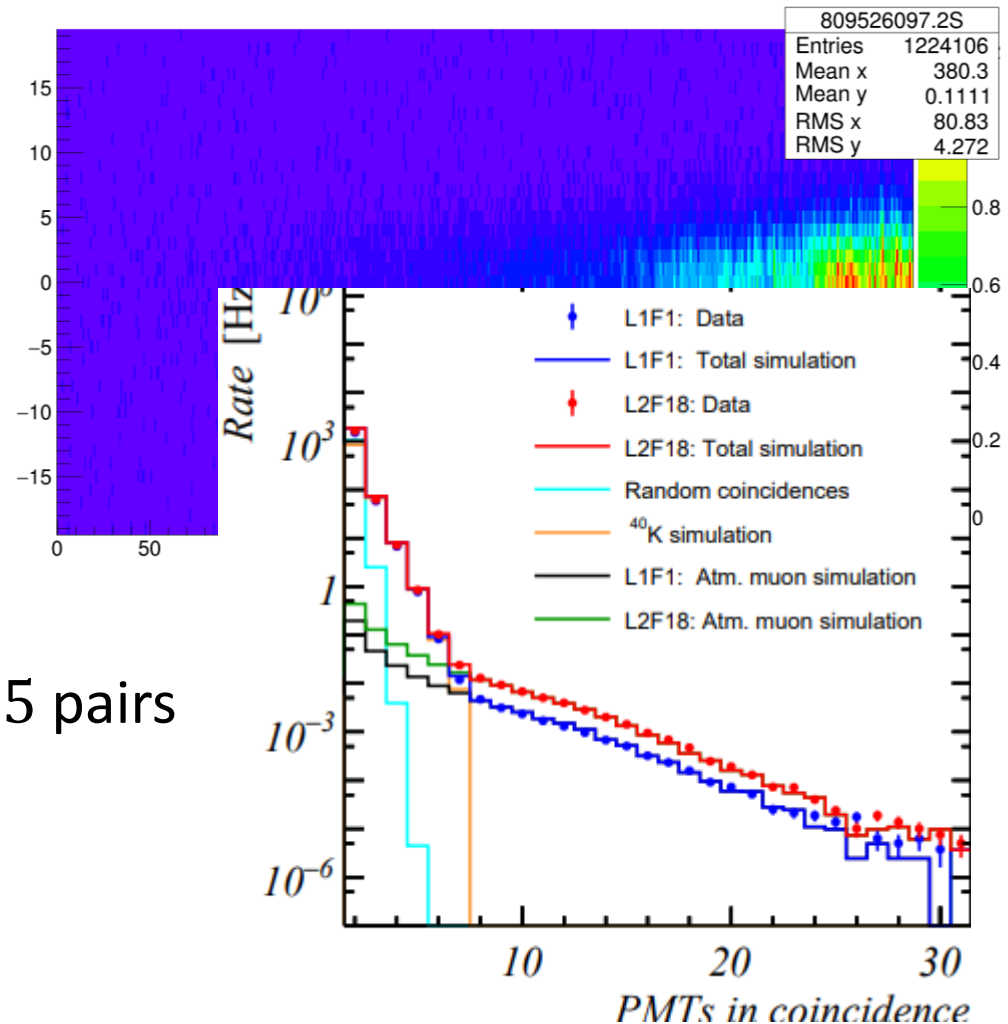 809526097.2S
Entries 1224106
Mean x 380.3
Mean y 0.1111
RMS x 80.83
RMS y 4.272
15
10
5
0
−5
−10
−15
0 50
0.8
0.6
0.4
0.2
0
Rate [Hz
10³
1
10⁻³
10⁻⁶
L1F1: Data
L1F1: Total simulation
L2F18: Data
L2F18: Total simulation
Random coincidences
⁴⁰K simulation
L1F1: Atm. muon simulation
L2F18: Atm. muon simulation
5 pairs
10 20 30
PMTs in coincidence